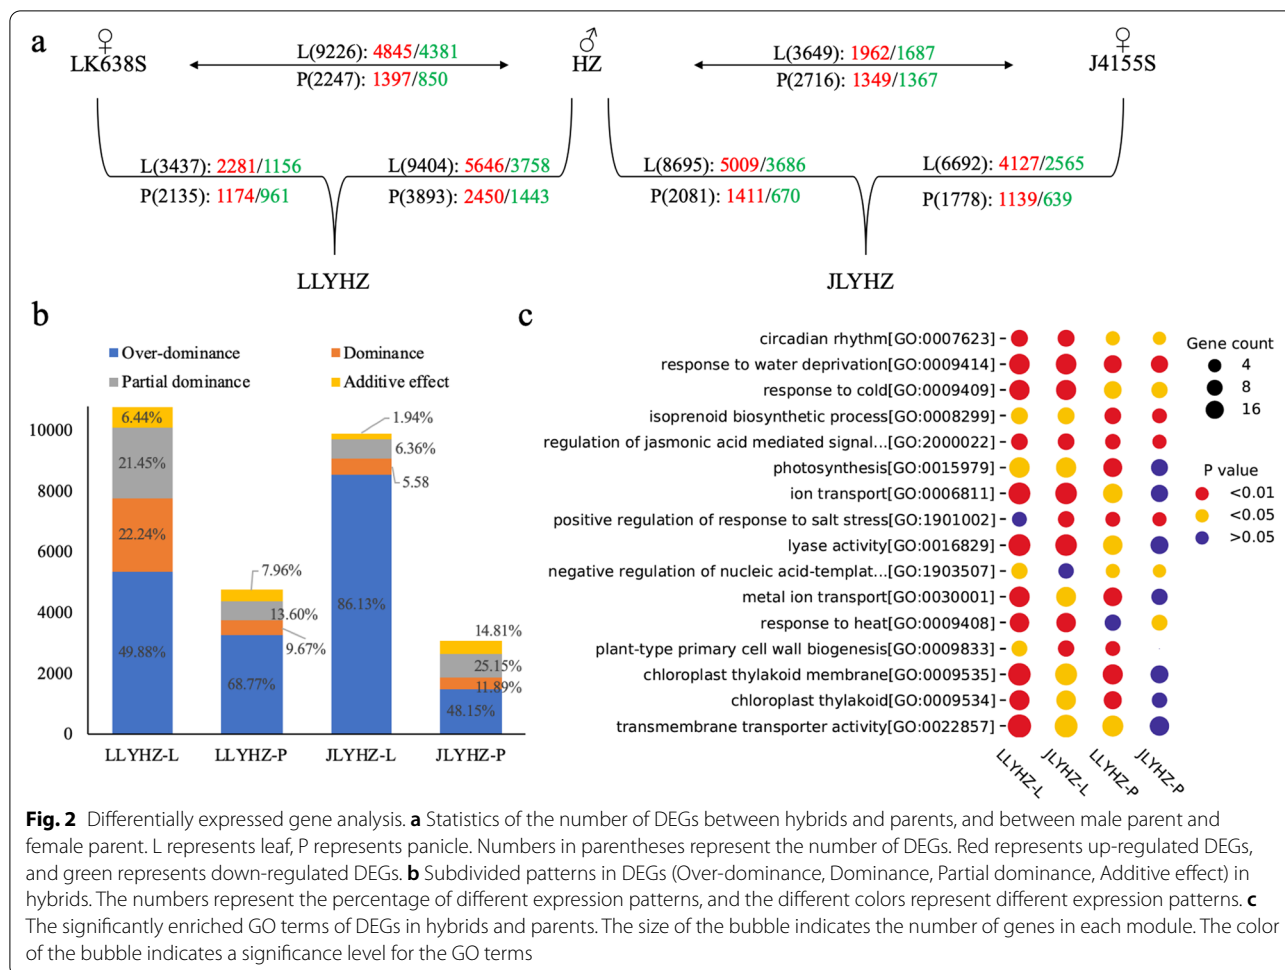 a
♀
LK638S
L(9226): 4845/4381
P(2247): 1397/850
♂
HZ
L(3649): 1962/1687
P(2716): 1349/1367
♀
J4155S
L(3437): 2281/1156
P(2135): 1174/961
L(9404): 5646/3758
P(3893): 2450/1443
L(8695): 5009/3686
P(2081): 1411/670
L(6692): 4127/2565
P(1778): 1139/639
LLYHZ
JLYHZ
b
Over-dominance
Dominance
Partial dominance
Additive effect
10000
8000
6000
4000
2000
0
6.44%
21.45%
22.24%
49.88%
7.96%
13.60%
9.67%
68.77%
1.94%
6.36%
5.58
86.13%
14.81%
25.15%
11.89%
48.15%
LLYHZ-L
LLYHZ-P
JLYHZ-L
JLYHZ-P
c
circadian rhythm[GO:0007623]
response to water deprivation[GO:0009414]
response to cold[GO:0009409]
isoprenoid biosynthetic process[GO:0008299]
regulation of jasmonic acid mediated signal...[GO:2000022]
photosynthesis[GO:0015979]
ion transport[GO:0006811]
positive regulation of response to salt stress[GO:1901002]
lyase activity[GO:0016829]
negative regulation of nucleic acid-templat...[GO:1903507]
metal ion transport[GO:0030001]
response to heat[GO:0009408]
plant-type primary cell wall biogenesis[GO:0009833]
chloroplast thylakoid membrane[GO:0009535]
chloroplast thylakoid[GO:0009534]
transmembrane transporter activity[GO:0022857]
LLYHZ-L
JLYHZ-L
LLYHZ-P
JLYHZ-P
Gene count
4
8
16
P value
<0.01
<0.05
>0.05
Fig. 2 Differentially expressed gene analysis. a Statistics of the number of DEGs between hybrids and parents, and between male parent and
female parent. L represents leaf, P represents panicle. Numbers in parentheses represent the number of DEGs. Red represents up-regulated DEGs,
and green represents down-regulated DEGs. b Subdivided patterns in DEGs (Over-dominance, Dominance, Partial dominance, Additive effect) in
hybrids. The numbers represent the percentage of different expression patterns, and the different colors represent different expression patterns. c
The significantly enriched GO terms of DEGs in hybrids and parents. The size of the bubble indicates the number of genes in each module. The color
of the bubble indicates a significance level for the GO terms